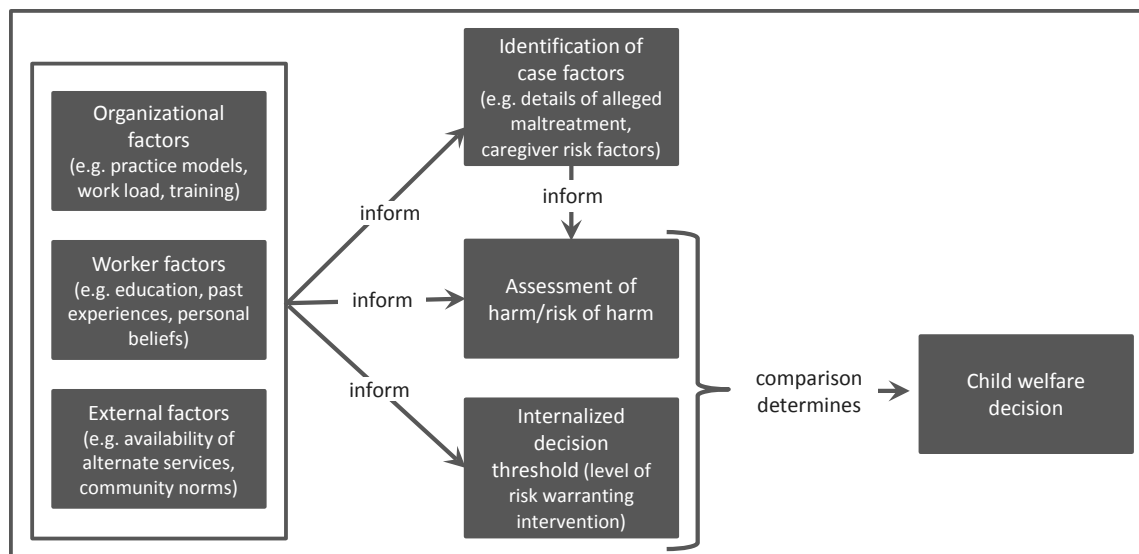 Organizational
factors
(e.g. practice models,
work load, training)
Worker factors
(e.g. education, past
experiences, personal
beliefs)
External factors
(e.g. availability of
alternate services,
community norms)
inform
inform
inform
Identification of
case factors
(e.g. details of alleged
maltreatment,
caregiver risk factors)
inform
Assessment of
harm/risk of harm
Internalized
decision
threshold (level of
risk warranting
intervention)
comparison
determines
Child welfare
decision